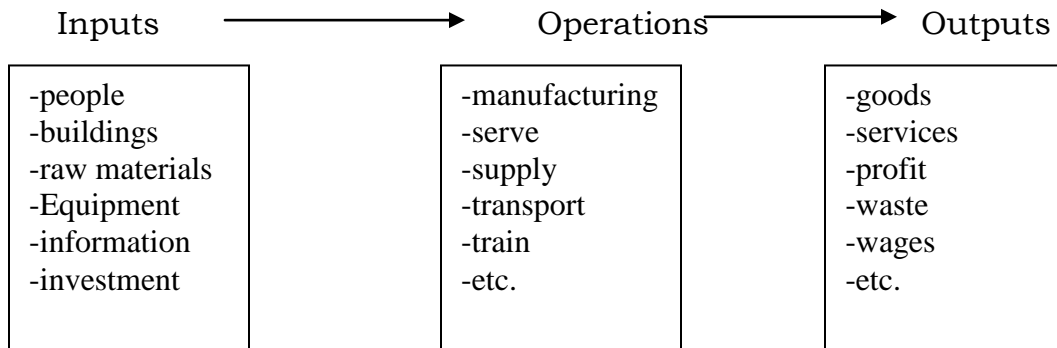 Inputs
Operations
Outputs
-people
-buildings
-raw materials
-Equipment
-information
-investment
-manufacturing
-serve
-supply
-transport
-train
-etc.
-goods
-services
-profit
-waste
-wages
-etc.